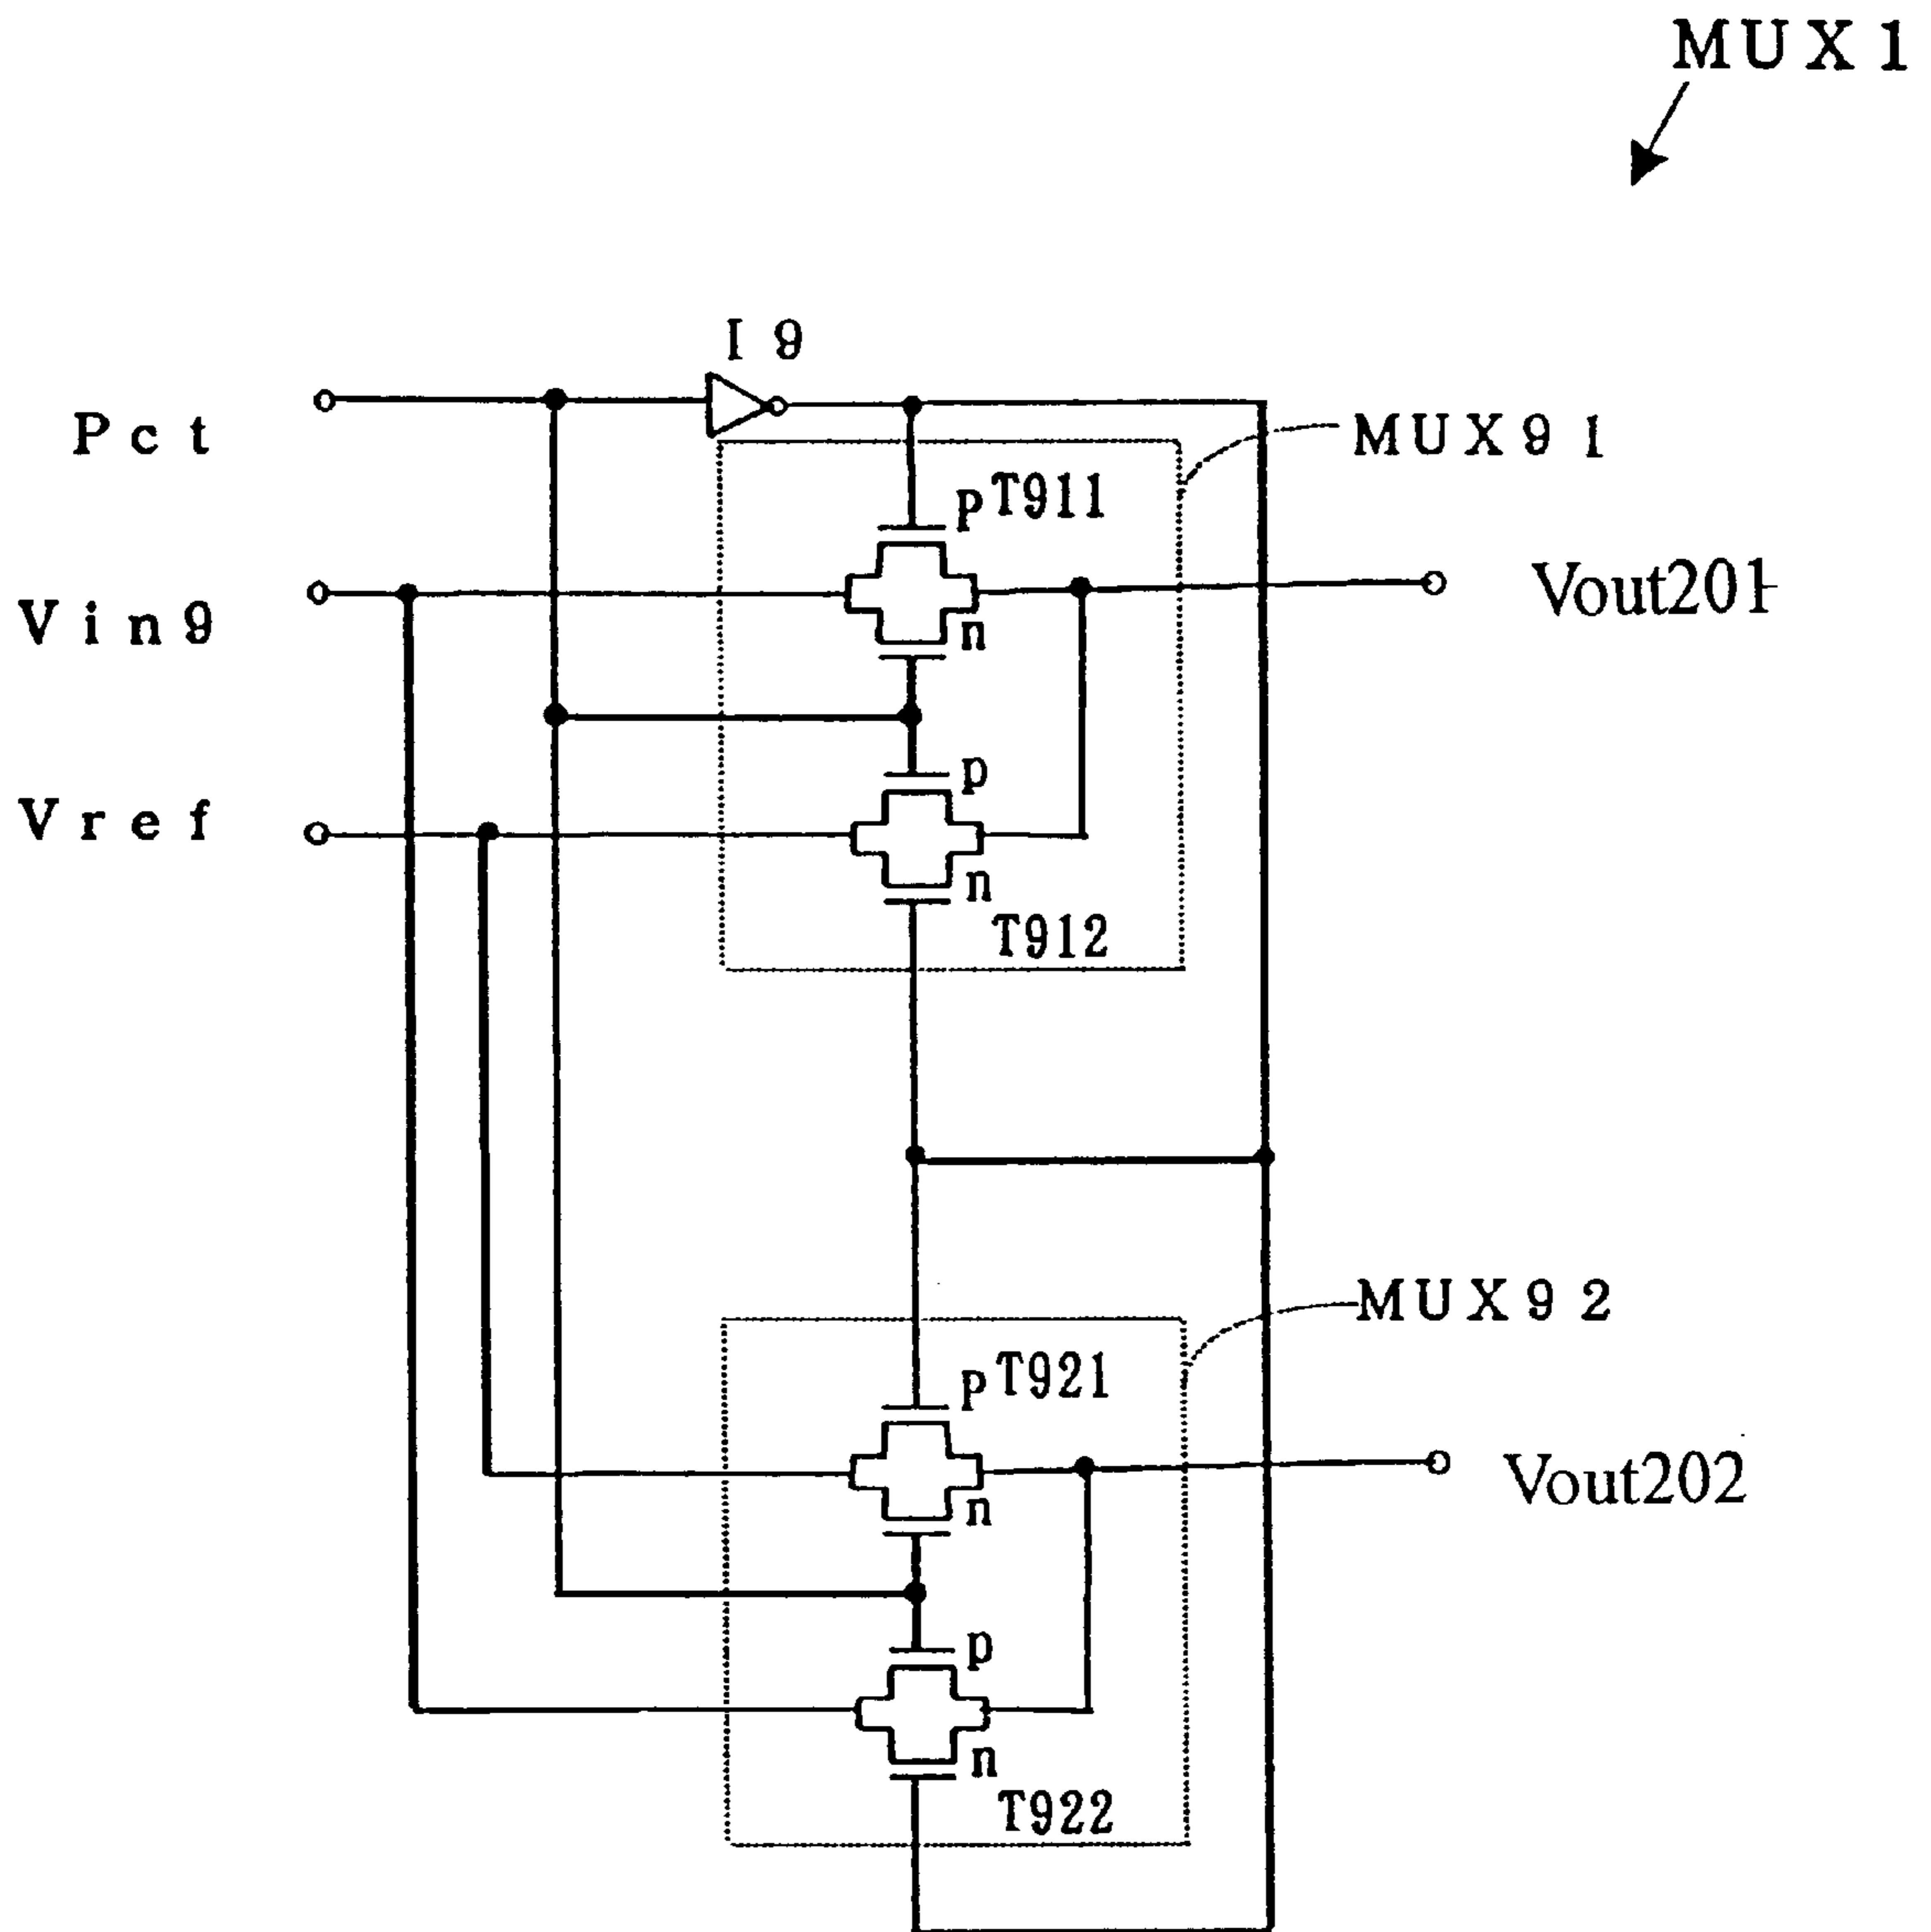 MUX1
I9
Pct
MUX91
pT911
Vin9
Vout201
n
p
Vref
n
T912
MUX92
pT921
Vout202
n
p
n
T922